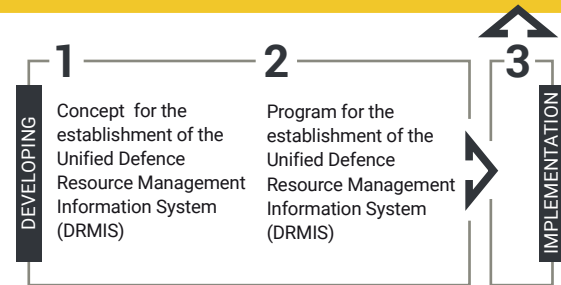 1
2
3
DEVELOPING
Concept for the
establishment of the
Unified Defence
Resource Management
Information System
(DRMIS)
Program for the
establishment of the
Unified Defence
Resource Management
Information System
(DRMIS)
IMPLEMENTATION